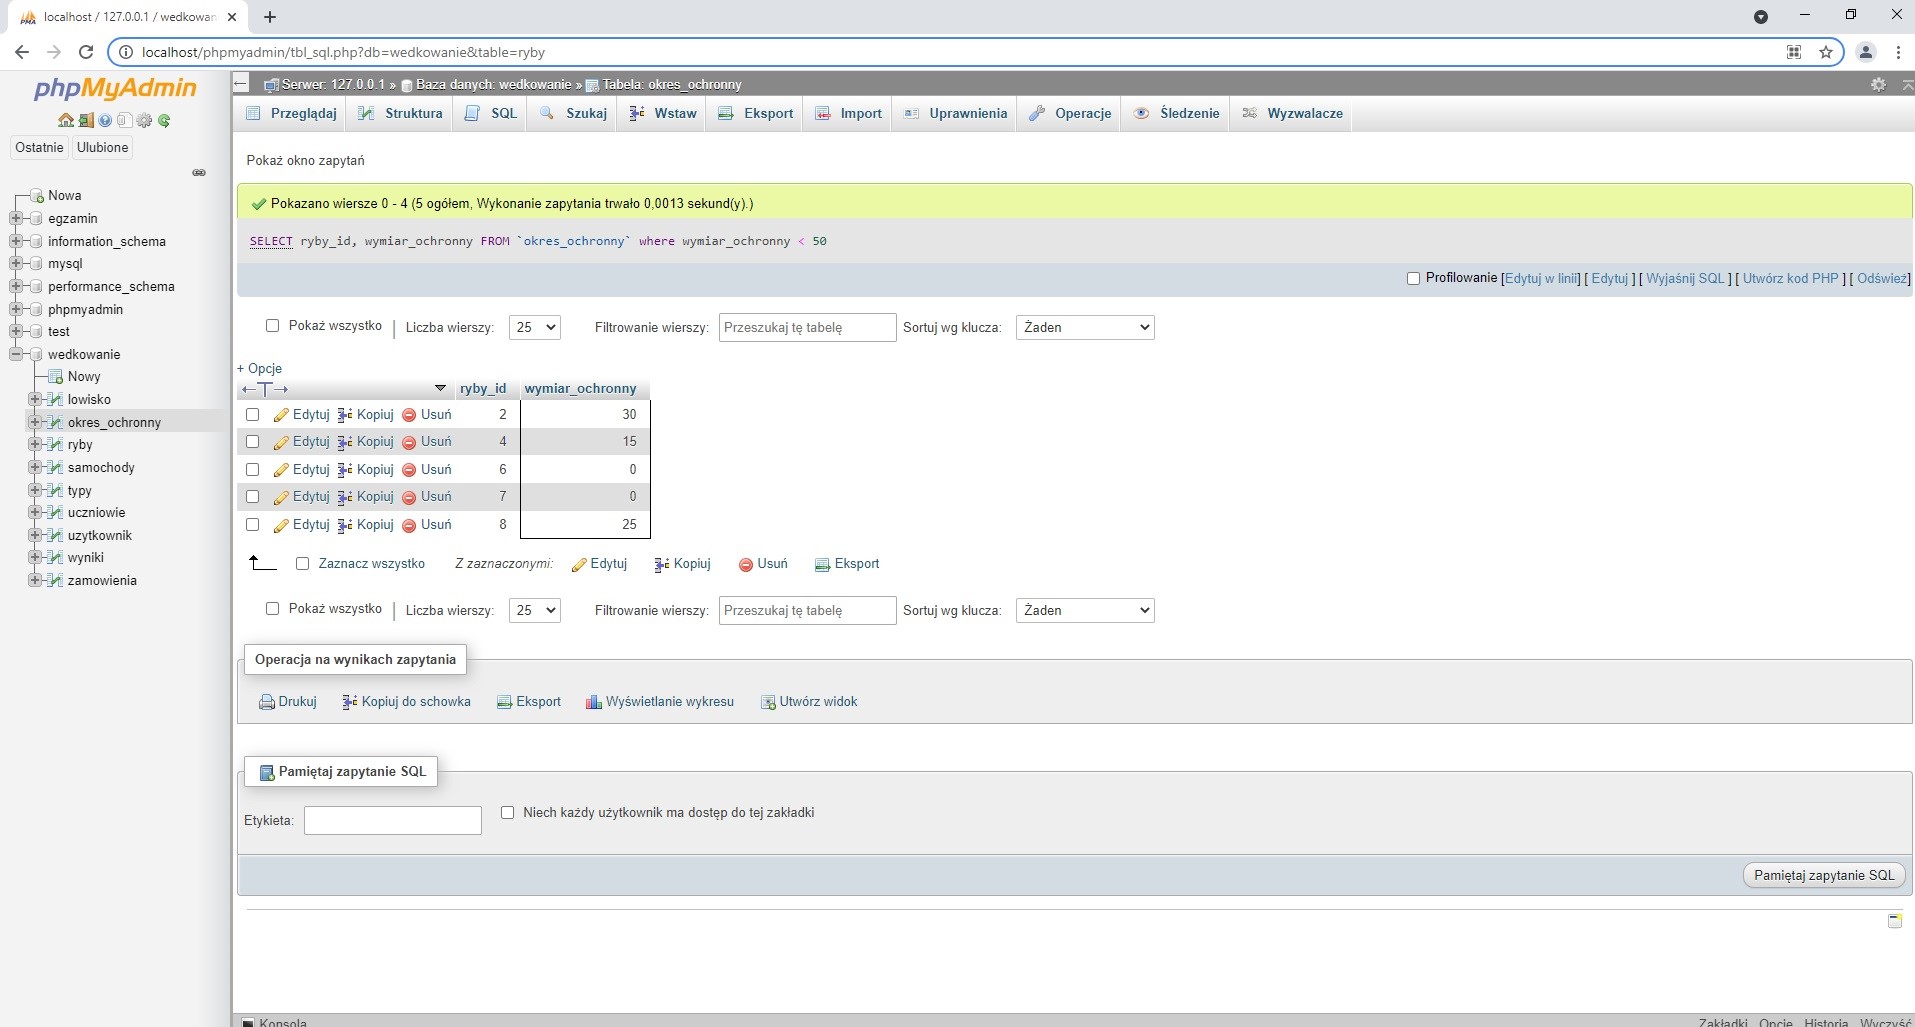 localhost / 127.0.0.1 / wedkowan
localhost/phpmyadmin/tbl_sql.php?db=wedkowanie&table=ryby
phpMyAdmin
Ostatnie Ulubione
Nowa
egzamin
information_schema
mysql
performance_schema
phpmyadmin
test
wedkowanie
Nowy
lowisko
okres_ochronny
ryby
samochody
typy
uczniowie
uzytkownik
wyniki
zamowienia
Serwer: 127.0.0.1 » Baza danych: wedkowanie » Tabela: okres_ochronny
Przeglądaj Struktura SQL Szukaj Wstaw Eksport Import Uprawnienia Operacje Śledzenie Wyzwalacze
Pokaż okno zapytań
Pokazano wiersze 0 - 4 (5 ogółem, Wykonanie zapytania trwało 0,0013 sekund(y).)
SELECT ryby_id, wymiar_ochronny FROM `okres_ochronny` where wymiar_ochronny < 50
Profilowanie [Edytuj w linii] [ Edytuj ] [ Wyjaśnij SQL ] [ Utwórz kod PHP ] [ Odśwież]
Pokaż wszystko | Liczba wierszy: 25 Filtrowanie wierszy: Przeszukaj tę tabelę Sortuj wg klucza: Żaden
+ Opcje
←T→ ryby_id wymiar_ochronny
Edytuj Kopiuj Usuń 2 30
Edytuj Kopiuj Usuń 4 15
Edytuj Kopiuj Usuń 6 0
Edytuj Kopiuj Usuń 7 0
Edytuj Kopiuj Usuń 8 25
Zaznacz wszystko Z zaznaczonymi: Edytuj Kopiuj Usuń Eksport
Pokaż wszystko | Liczba wierszy: 25 Filtrowanie wierszy: Przeszukaj tę tabelę Sortuj wg klucza: Żaden
Operacja na wynikach zapytania
Drukuj Kopiuj do schowka Eksport Wyświetlanie wykresu Utwórz widok
Pamiętaj zapytanie SQL
Etykieta: Niech każdy użytkownik ma dostęp do tej zakładki
Pamiętaj zapytanie SQL
Konsola Zakładki Opcje Historia Wyczyść